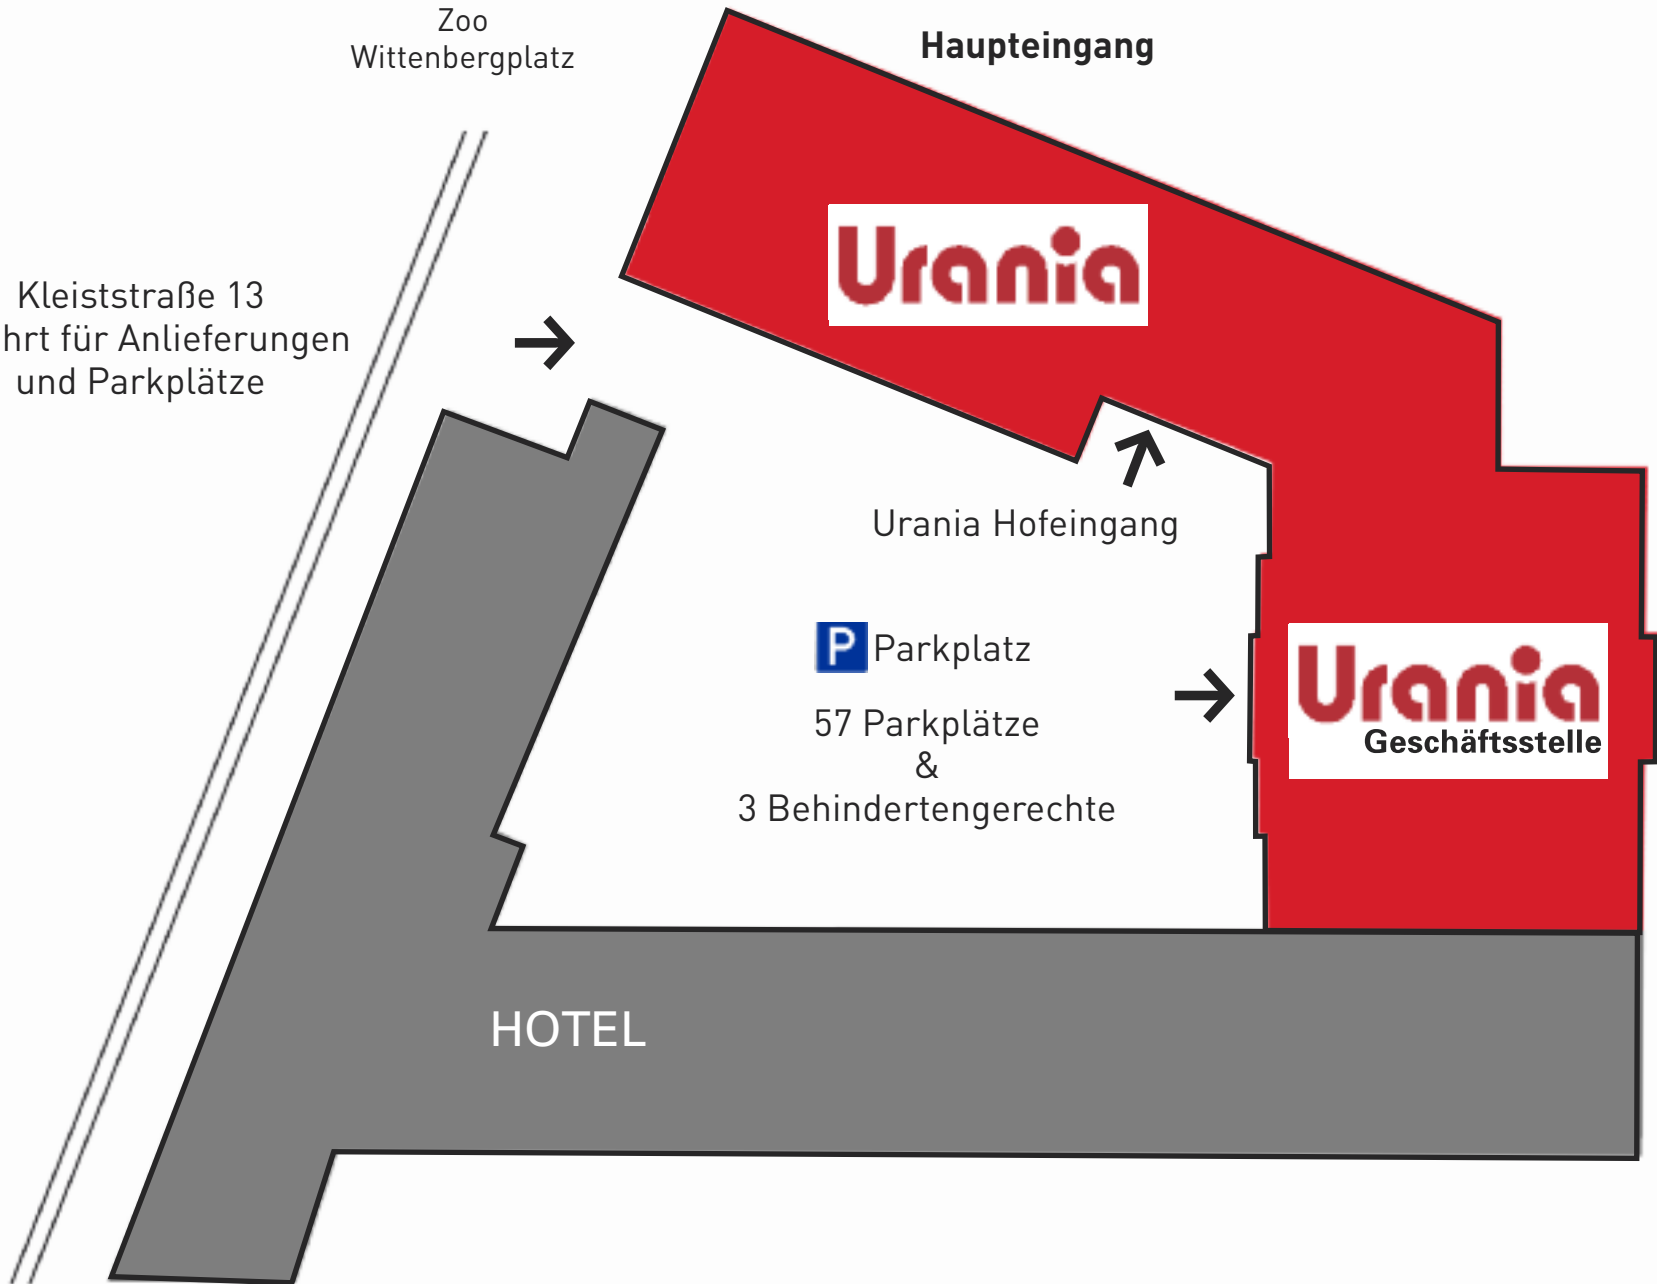 Zoo
Wittenbergplatz
Haupteingang
Urania
Kleiststraße 13
hrt für Anlieferungen
und Parkplätze
Urania Hofeingang
P Parkplatz
57 Parkplätze
&
3 Behindertengerechte
Urania
Geschäftsstelle
HOTEL